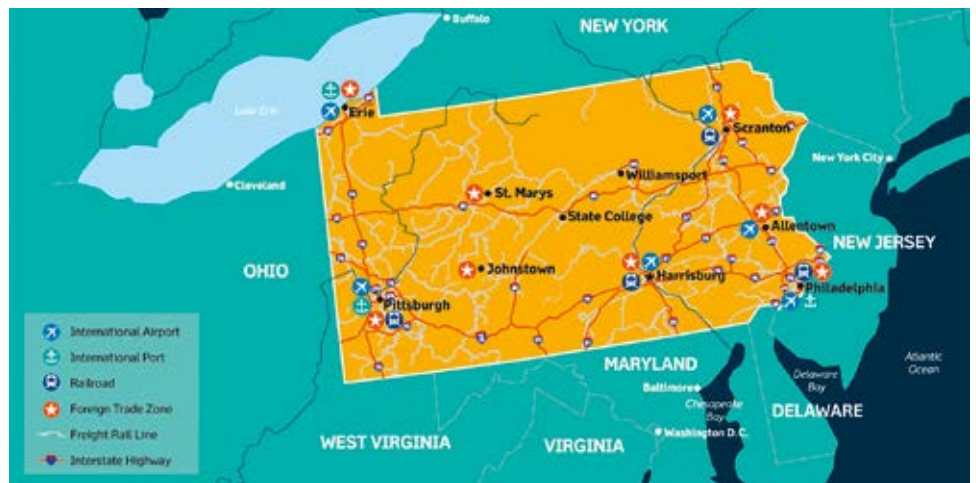 Buffalo
NEW YORK
Lake Erie
Erie
Scranton
New York City
Cleveland
Williamsport
St. Marys
State College
Allentown
NEW JERSEY
OHIO
Johnstown
Harrisburg
Philadelphia
Pittsburgh
International Airport
International Port
Railroad
Foreign Trade Zone
Freight Rail Line
Interstate Highway
MARYLAND
Baltimore
Delaware
Bay
Atlantic
Ocean
Chesapeake
Bay
DELAWARE
WEST VIRGINIA
VIRGINIA
Washington D.C.